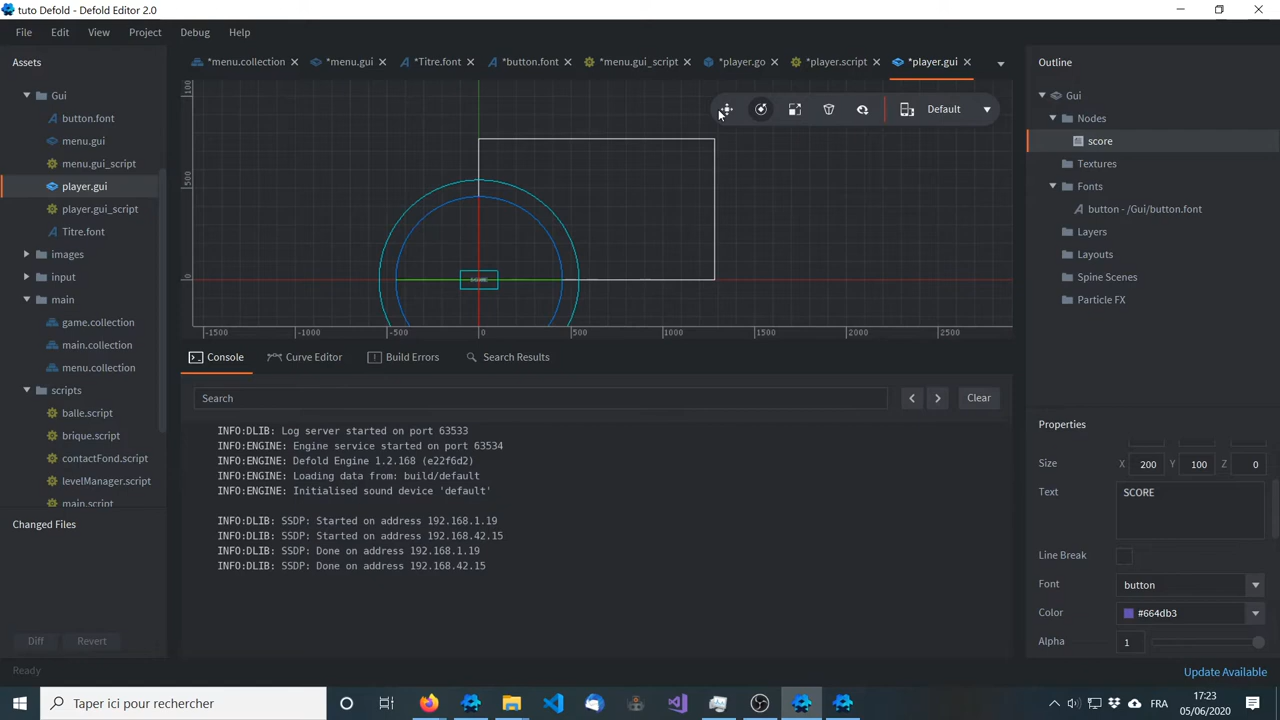 tuto Defold - Defold Editor 2.0
File Edit View Project Debug Help
Assets
Gui
button.font
menu.gui
menu.gui_script
player.gui
player.gui_script
Titre.font
images
input
main
game.collection
main.collection
menu.collection
scripts
balle.script
brique.script
contactFond.script
levelManager.script
main.script
Changed Files
Diff Revert
Ready
*menu.collection *menu.gui *Titre.font *button.font *menu.gui_script *player.go *player.script *player.gui
Default
500
0
-1500 -1000 -500 0 500 1000 1500 2000 2500
Console Curve Editor Build Errors Search Results
Search Clear
INFO:DLIB: Log server started on port 63533
INFO:ENGINE: Engine service started on port 63534
INFO:ENGINE: Defold Engine 1.2.168 (e22f6d2)
INFO:ENGINE: Loading data from: build/default
INFO:ENGINE: Initialised sound device 'default'
INFO:DLIB: SSDP: Started on address 192.168.1.19
INFO:DLIB: SSDP: Started on address 192.168.42.15
INFO:DLIB: SSDP: Done on address 192.168.1.19
INFO:DLIB: SSDP: Done on address 192.168.42.15
Outline
Gui
Nodes
score
Textures
Fonts
button - /Gui/button.font
Layers
Layouts
Spine Scenes
Particle FX
Properties
Size X 200 Y 100 Z 0
Text SCORE
Line Break
Font button
Color #664db3
Alpha 1
Update Available
Taper ici pour rechercher
FRA
17:23
05/06/2020